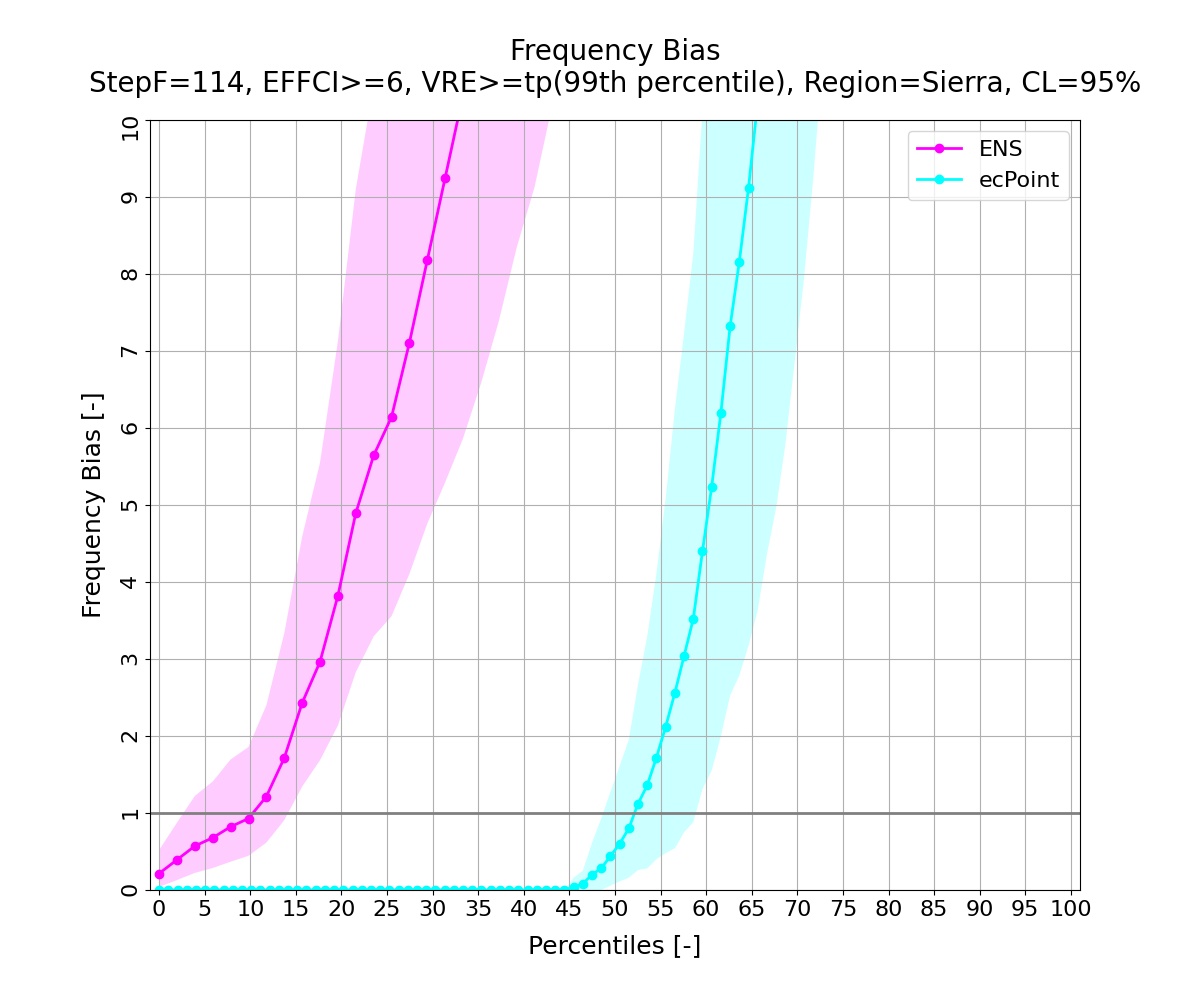 Frequency Bias
StepF=114, EFFCI>=6, VRE>=tp(99th percentile), Region=Sierra, CL=95%
ENS
ecPoint
Frequency Bias [-]
10
9
8
7
6
5
4
3
2
1
0
0 5 10 15 20 25 30 35 40 45 50 55 60 65 70 75 80 85 90 95 100
Percentiles [-]